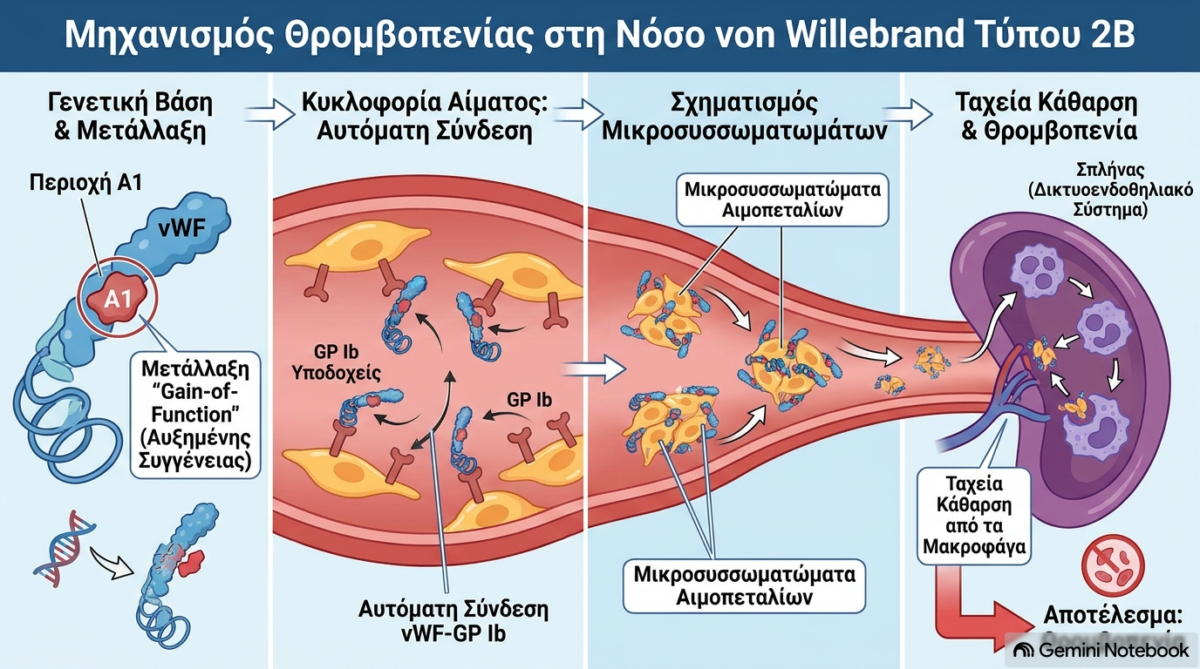 Μηχανισμός Θρομβοπενίας στη Νόσο von Willebrand Τύπου 2B
Γενετική Βάση
& Μετάλλαξη
Περιοχή A1
vWF
A1
Μετάλλαξη
“Gain-of-
Function”
(Αυξημένης
Συγγένειας)
Κυκλοφορία Αίματος:
Αυτόματη Σύνδεση
GP Ib
Υποδοχείς
GP Ib
Αυτόματη Σύνδεση
vWF-GP Ib
Σχηματισμός
Μικροσυσσωματωμάτων
Μικροσυσσωματώματα
Αιμοπεταλίων
Μικροσυσσωματώματα
Αιμοπεταλίων
Ταχεία Κάθαρση
& Θρομβοπενία
Σπλήνας
(Δικτυοενδοθηλιακό
Σύστημα)
Ταχεία
Κάθαρση
από τα
Μακροφάγα
Αποτέλεσμα:
Gemini Notebook